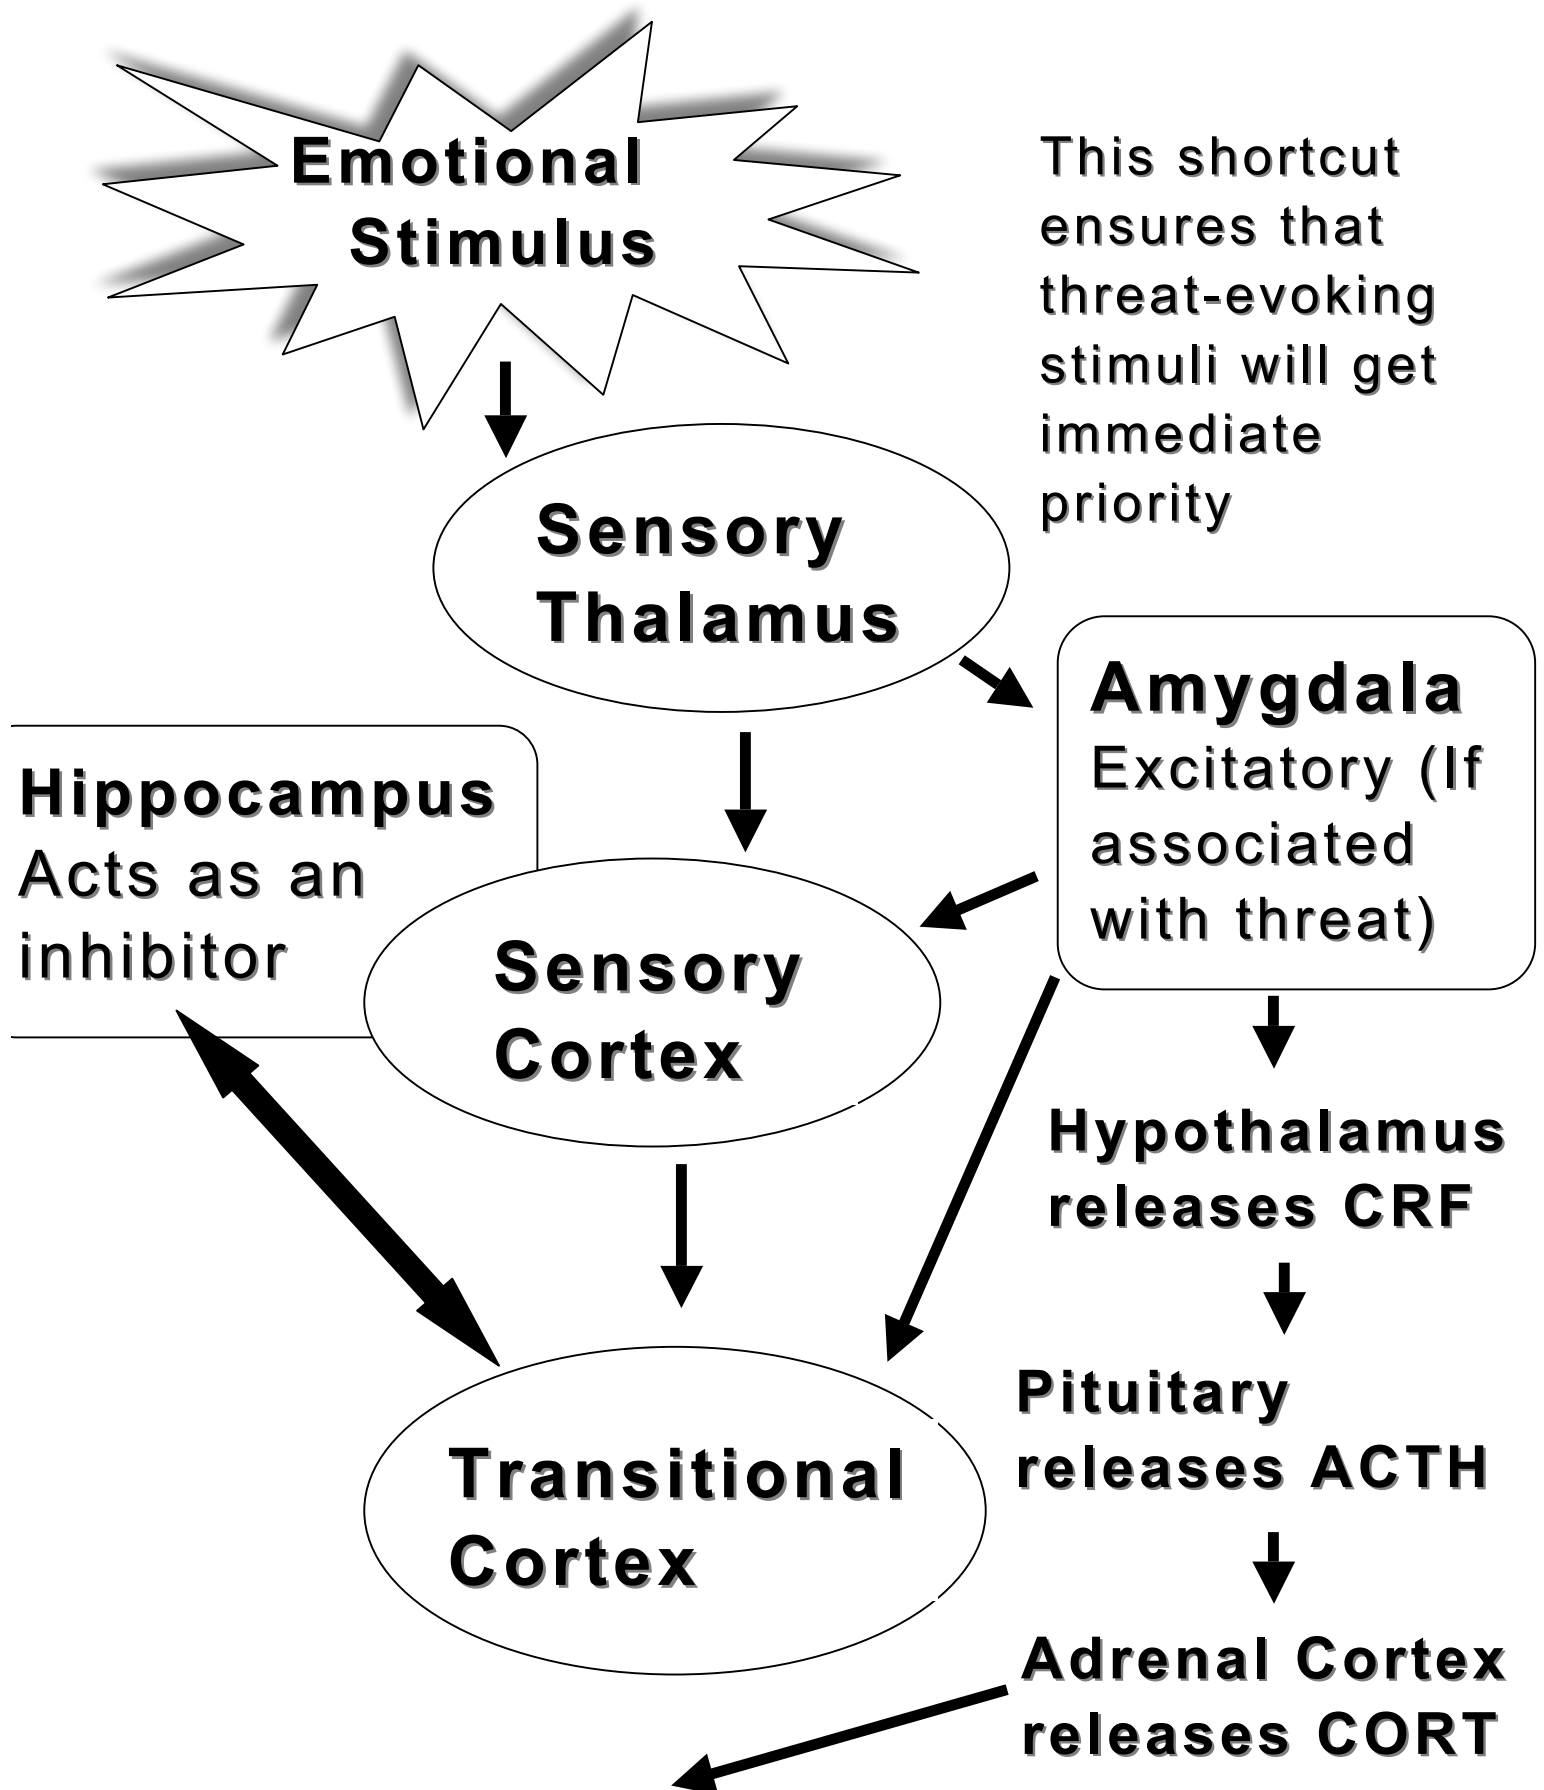 Emotional
Stimulus
This shortcut
ensures that
threat-evoking
stimuli will get
immediate
priority
Sensory
Thalamus
Amygdala
Excitatory (If
associated
with threat)
Hippocampus
Acts as an
inhibitor
Sensory
Cortex
Hypothalamus
releases CRF
Pituitary
releases ACTH
Transitional
Cortex
Adrenal Cortex
releases CORT